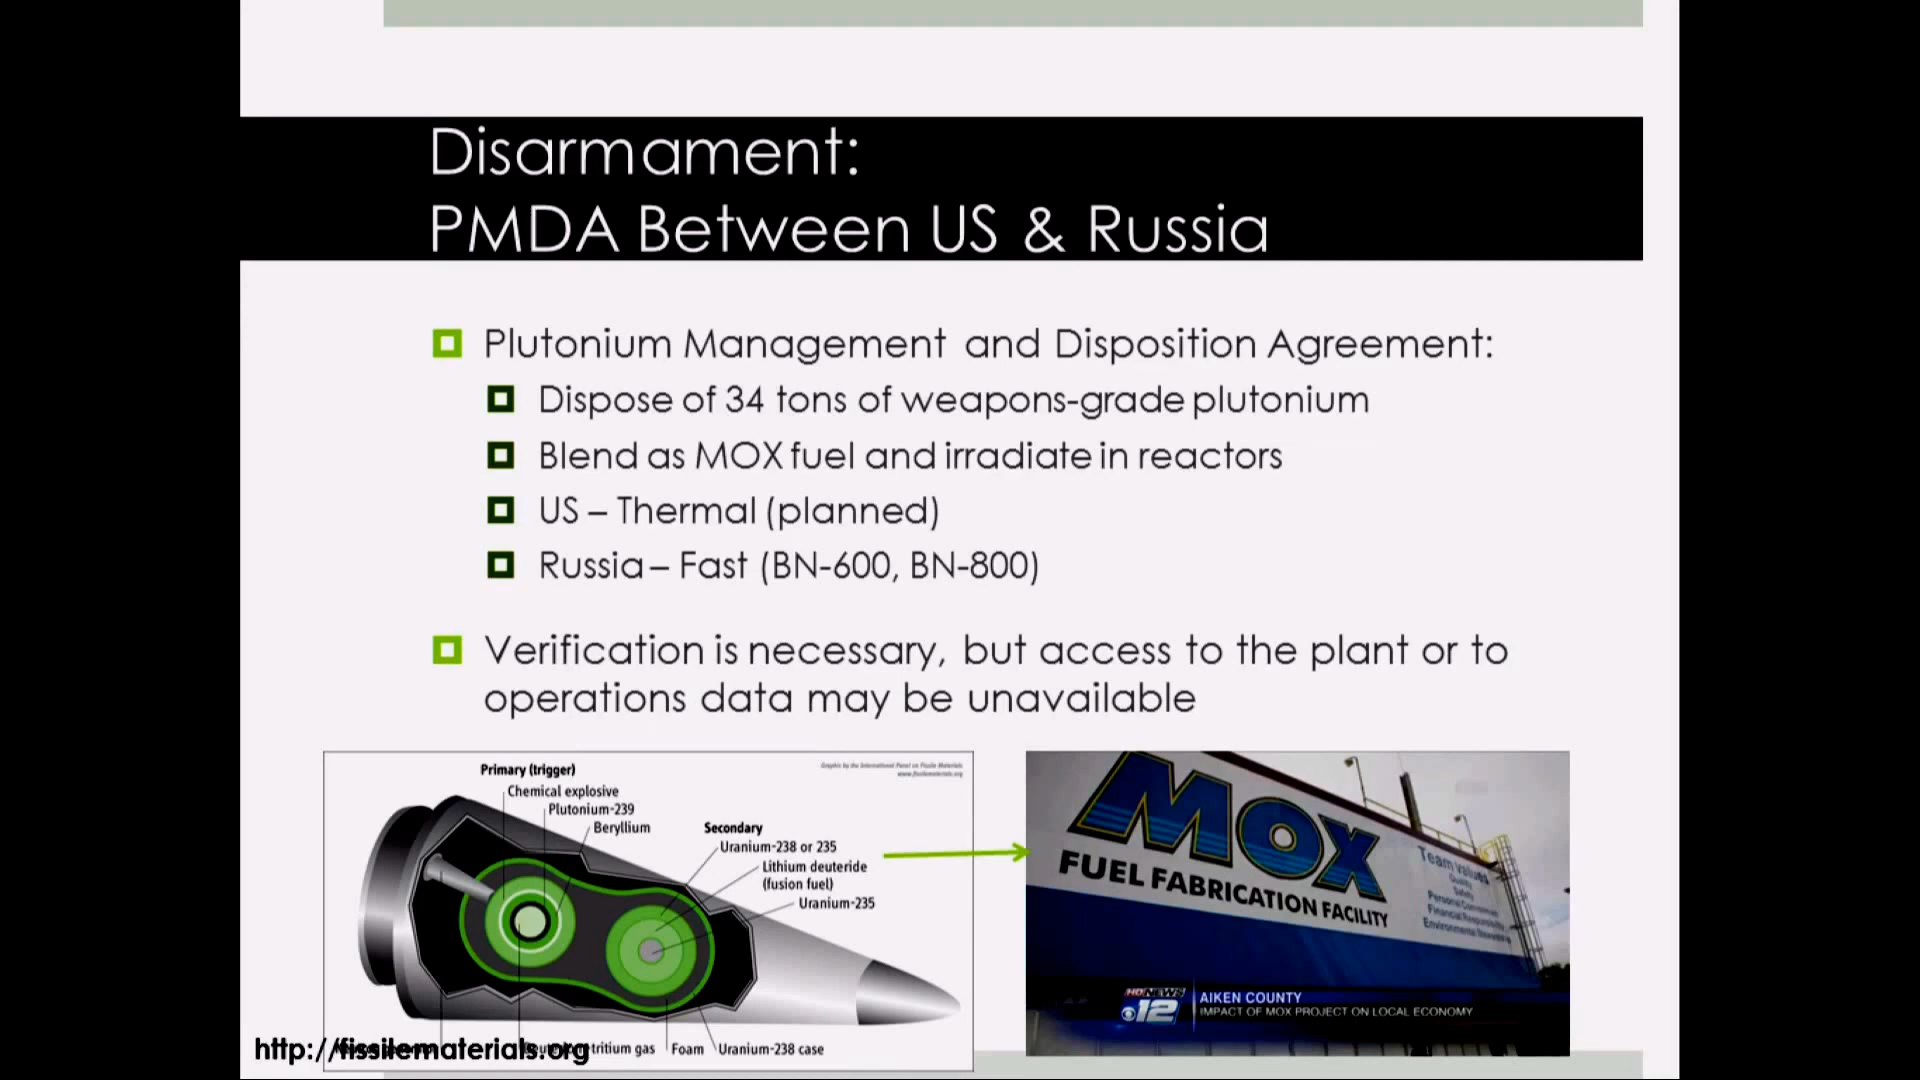 Disarmament:
PMDA Between US & Russia
Plutonium Management and Disposition Agreement:
Dispose of 34 tons of weapons-grade plutonium
Blend as MOX fuel and irradiate in reactors
US – Thermal (planned)
Russia – Fast (BN-600, BN-800)
Verification is necessary, but access to the plant or to
operations data may be unavailable
Graphic by the International Panel on Fissile Materials
www.fissilematerials.org
Primary (trigger)
Chemical explosive
Plutonium-239
Beryllium
Secondary
Uranium-238 or 235
Lithium deuteride
(fusion fuel)
Uranium-235
tritium gas
Foam
Uranium-238 case
http://fissilematerials.org
MOX
FUEL FABRICATION FACILITY
Team Values
Quality
Safety
HD NEWS
12
AIKEN COUNTY
IMPACT OF MOX PROJECT ON LOCAL ECONOMY